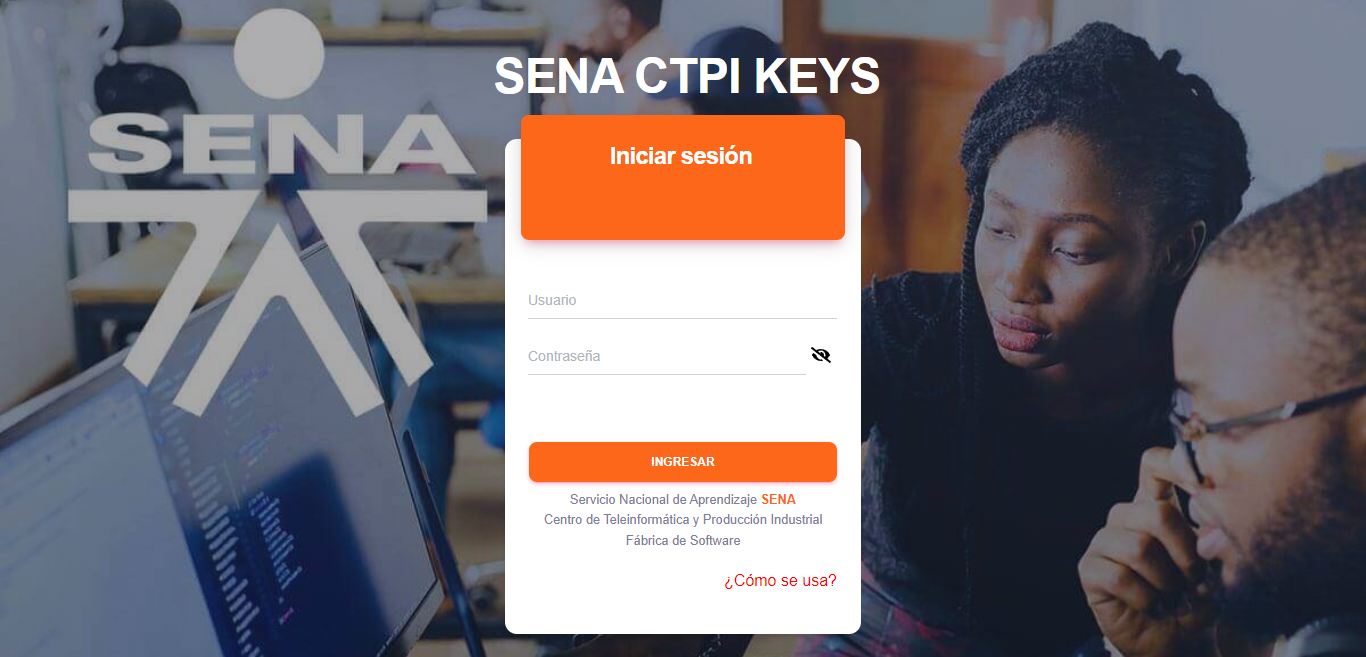 SENA
SENA CTPI KEYS
Iniciar sesión
Usuario
Contraseña
INGRESAR
Servicio Nacional de Aprendizaje SENA
Centro de Teleinformática y Producción Industrial
Fábrica de Software
¿Cómo se usa?